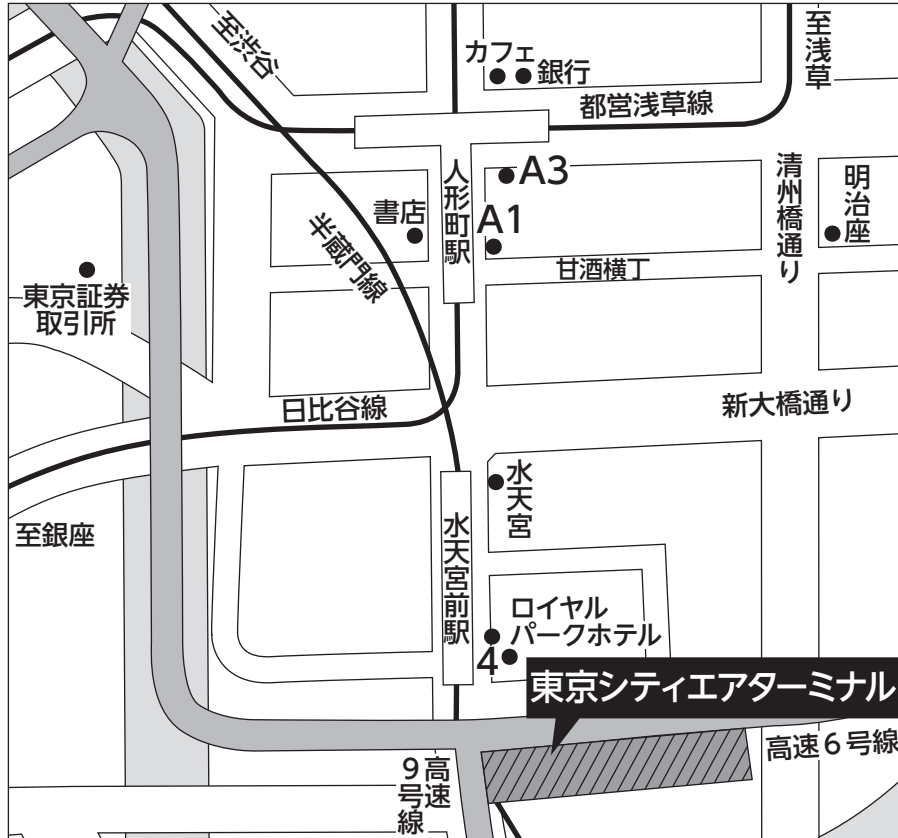 至渋谷
カフェ
銀行
至浅草
都営浅草線
人形町駅
A3
A1
書店
清州橋通り
明治座
半蔵門線
甘酒横丁
東京証券
取引所
日比谷線
新大橋通り
水天宮
至銀座
水天宮前駅
ロイヤル
パークホテル
4
東京シティエアターミナル
高速6号線
高速
9号線